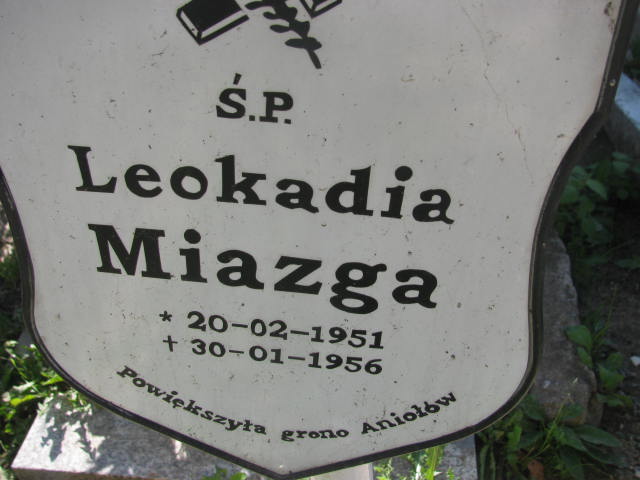 Ś.P.
Leokadia
Miazga
* 20-02-1951
† 30-01-1956
Powiększyła grono Aniołów